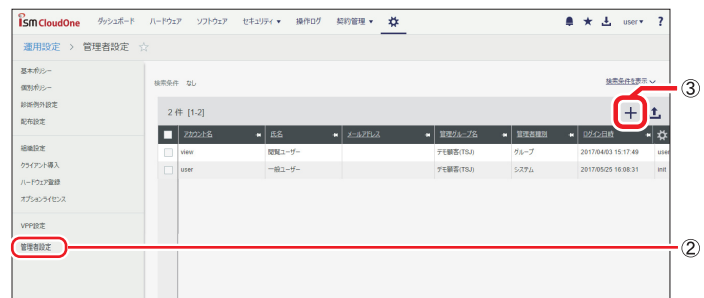 ISM CloudOne ダッシュボード ハードウェア ソフトウェア セキュリティ ▼ 操作ログ 契約管理 ▼ user ▼ ?
運用設定 > 管理者設定 ☆
基本ポリシー
個別ポリシー
診断例外設定
配布設定
組織設定
クライアント導入
ハードウェア登録
オプションライセンス
VPP設定
管理者設定
検索条件 なし 検索条件を表示
2 件 [1-2]
アカウント名 氏名 メールアドレス 管理グループ名 管理者種別 ログイン日時
view 閲覧ユーザー デモ顧客(TSJ) グループ 2017/04/03 15:17:49 user
user 一般ユーザー デモ顧客(TSJ) システム 2017/05/25 16:08:31 init
③
②